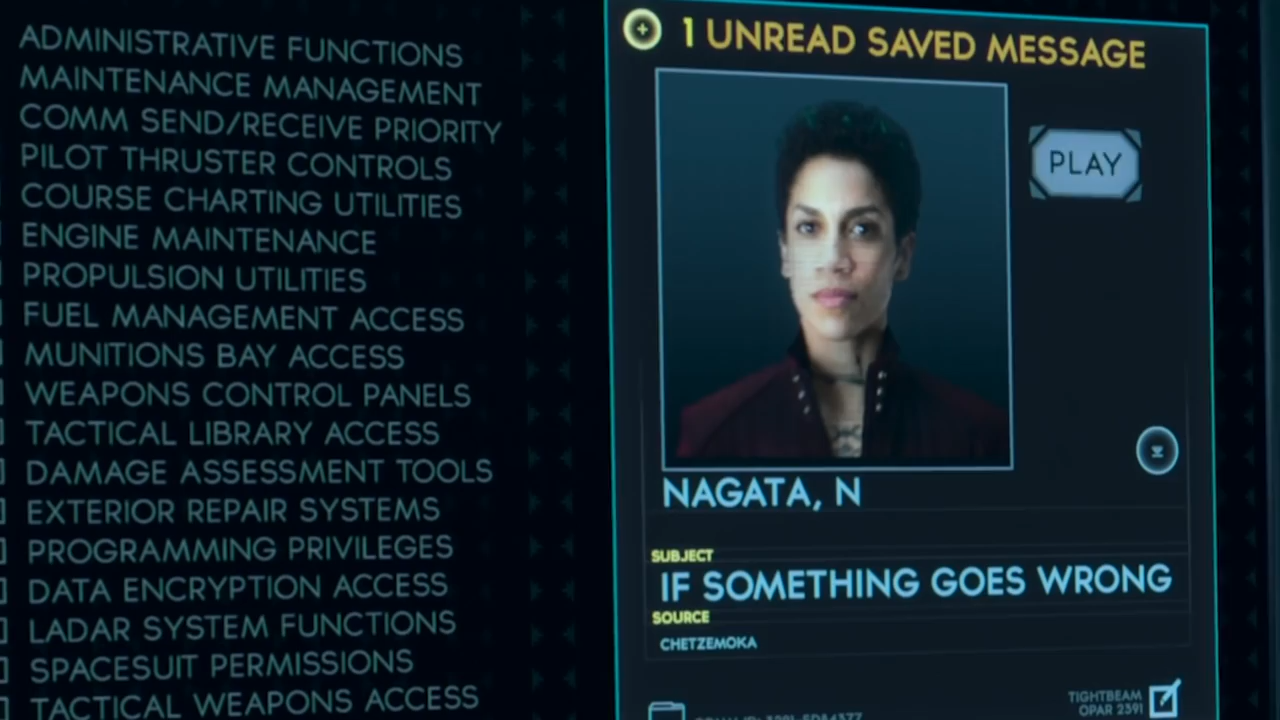 ADMINISTRATIVE FUNCTIONS
MAINTENANCE MANAGEMENT
COMM SEND/RECEIVE PRIORITY
PILOT THRUSTER CONTROLS
COURSE CHARTING UTILITIES
ENGINE MAINTENANCE
PROPULSION UTILITIES
FUEL MANAGEMENT ACCESS
MUNITIONS BAY ACCESS
WEAPONS CONTROL PANELS
TACTICAL LIBRARY ACCESS
DAMAGE ASSESSMENT TOOLS
EXTERIOR REPAIR SYSTEMS
PROGRAMMING PRIVILEGES
DATA ENCRYPTION ACCESS
LADAR SYSTEM FUNCTIONS
SPACESUIT PERMISSIONS
TACTICAL WEAPONS ACCESS
1 UNREAD SAVED MESSAGE
PLAY
NAGATA, N
SUBJECT
IF SOMETHING GOES WRONG
SOURCE
CHETZEMOKA
TIGHTBEAM
OPAR 2391